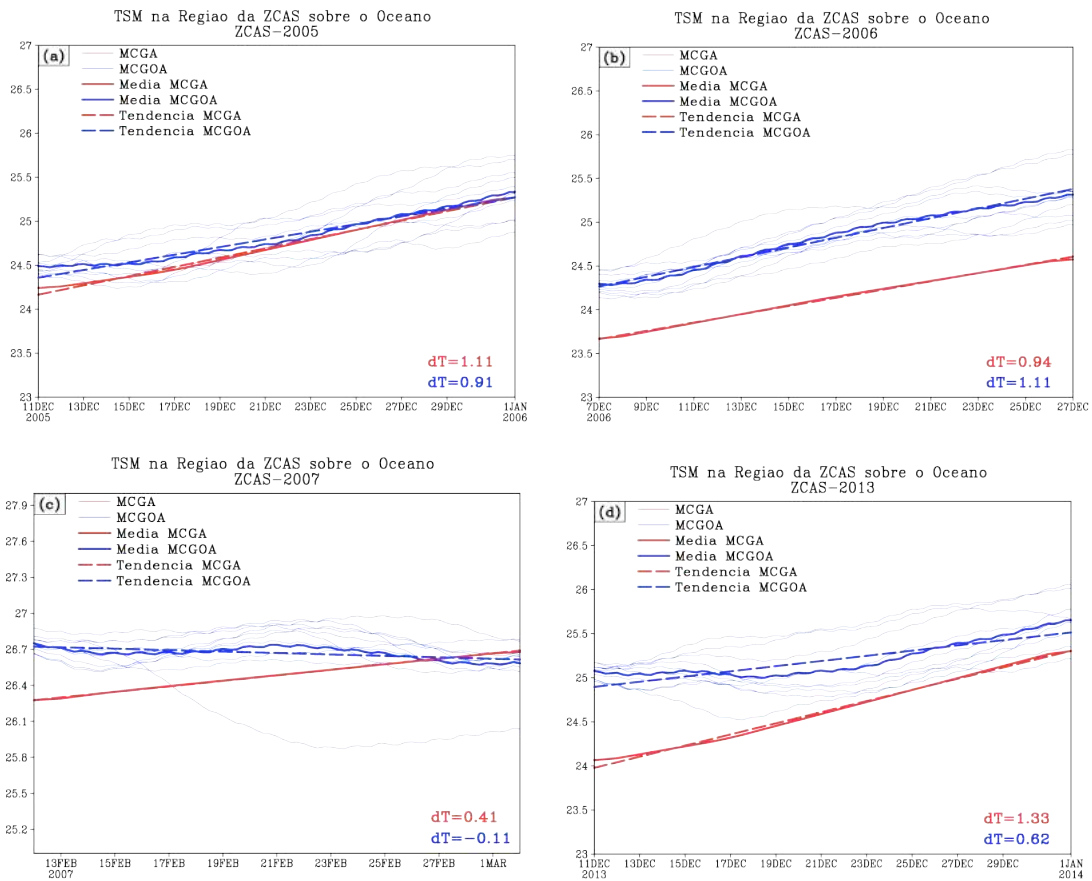 TSM na Regiao da ZCAS sobre o Oceano
ZCAS-2005
(a)
MCGA
MCGOA
Media MCGA
Media MCGOA
Tendencia MCGA
Tendencia MCGOA
27
26.5
26
25.5
25
24.5
24
23.5
23
dT=1.11
dT=0.91
11DEC 13DEC 15DEC 17DEC 19DEC 21DEC 23DEC 25DEC 27DEC 29DEC 1JAN
2005 2006
TSM na Regiao da ZCAS sobre o Oceano
ZCAS-2006
(b)
MCGA
MCGOA
Media MCGA
Media MCGOA
Tendencia MCGA
Tendencia MCGOA
27
26.5
26
25.5
25
24.5
24
23.5
23
dT=0.94
dT=1.11
7DEC 9DEC 11DEC 13DEC 15DEC 17DEC 19DEC 21DEC 23DEC 25DEC 27DEC
2006
TSM na Regiao da ZCAS sobre o Oceano
ZCAS-2007
(c)
MCGA
MCGOA
Media MCGA
Media MCGOA
Tendencia MCGA
Tendencia MCGOA
27.9
27.6
27.3
27
26.7
26.4
26.1
25.8
25.5
25.2
dT=0.41
dT=-0.11
13FEB 15FEB 17FEB 19FEB 21FEB 23FEB 25FEB 27FEB 1MAR
2007
TSM na Regiao da ZCAS sobre o Oceano
ZCAS-2013
(d)
MCGA
MCGOA
Media MCGA
Media MCGOA
Tendencia MCGA
Tendencia MCGOA
27
26.5
26
25.5
25
24.5
24
23.5
23
dT=1.33
dT=0.62
11DEC 13DEC 15DEC 17DEC 19DEC 21DEC 23DEC 25DEC 27DEC 29DEC 1JAN
2013 2014